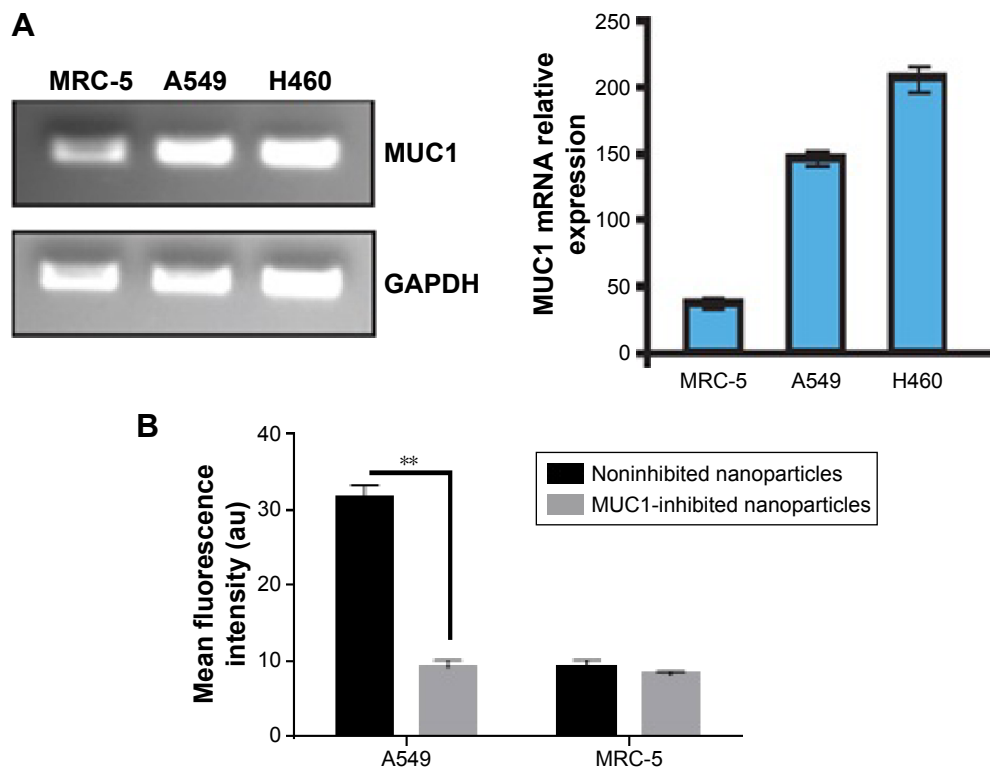 A
MRC-5 A549 H460
MUC1
GAPDH
MUC1 mRNA relative
expression
250
200
150
100
50
0
MRC-5 A549 H460
B
Mean fluorescence
intensity (au)
40
30
20
10
0
**
A549 MRC-5
Noninhibited nanoparticles
MUC1-inhibited nanoparticles